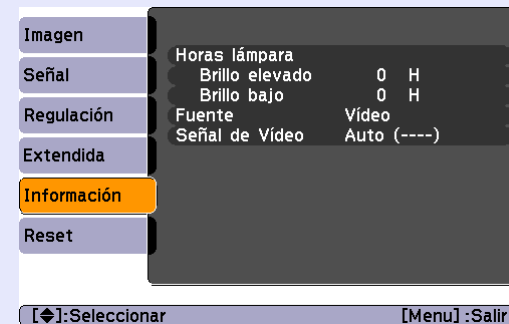 Imagen
Señal
Regulación
Extendida
Información
Reset
Horas lámpara
Brillo elevado 0 H
Brillo bajo 0 H
Fuente Vídeo
Señal de Vídeo Auto (----)
[◆]:Seleccionar [Menu] :Salir